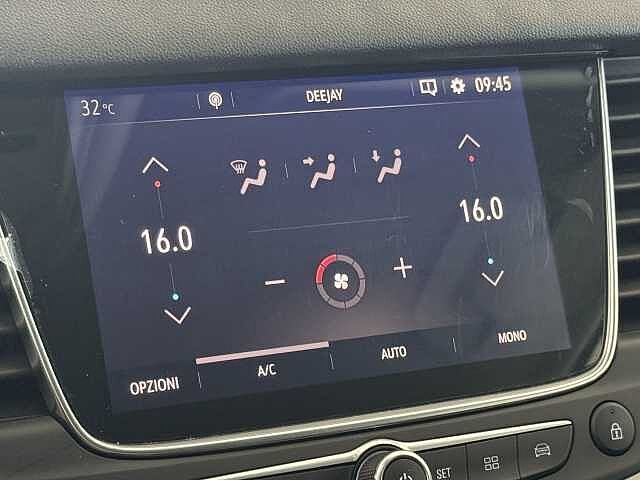 32°C
DEEJAY
09:45
16.0
16.0
OPZIONI
A/C
AUTO
MONO
SET